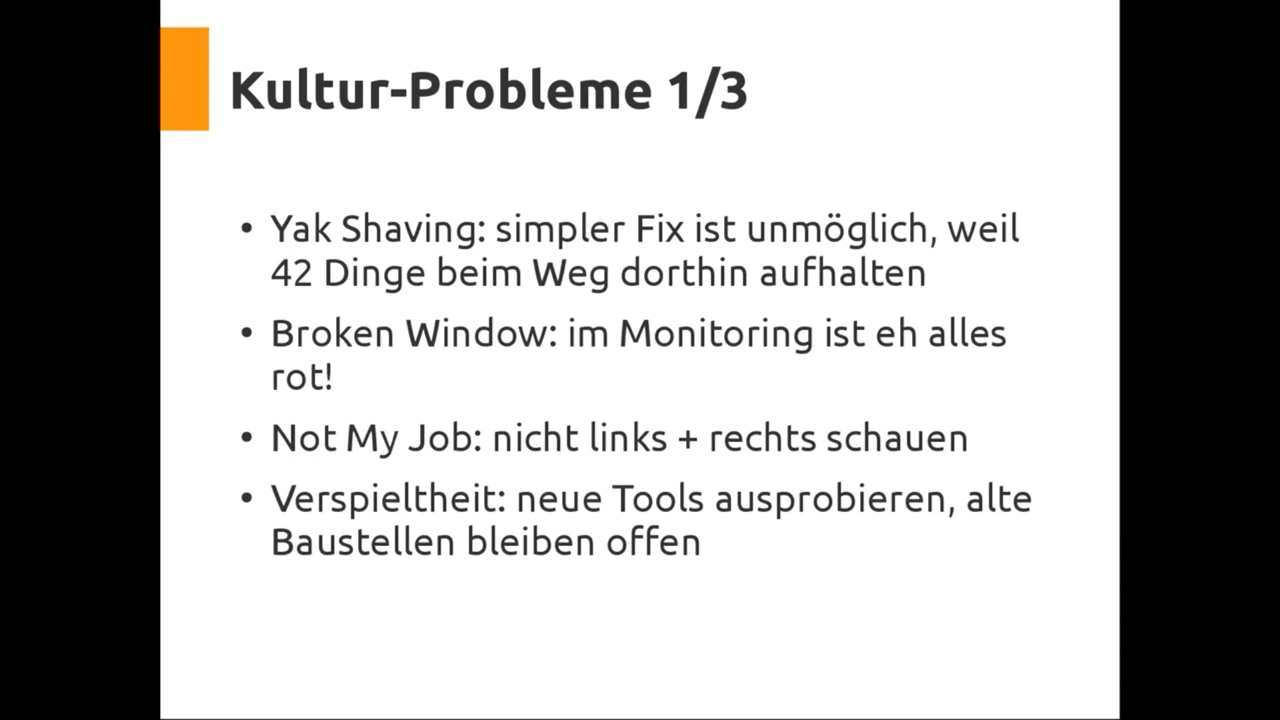 Kultur-Probleme 1/3
• Yak Shaving: simpler Fix ist unmöglich, weil
42 Dinge beim Weg dorthin aufhalten
• Broken Window: im Monitoring ist eh alles
rot!
• Not My Job: nicht links + rechts schauen
• Verspieltheit: neue Tools ausprobieren, alte
Baustellen bleiben offen